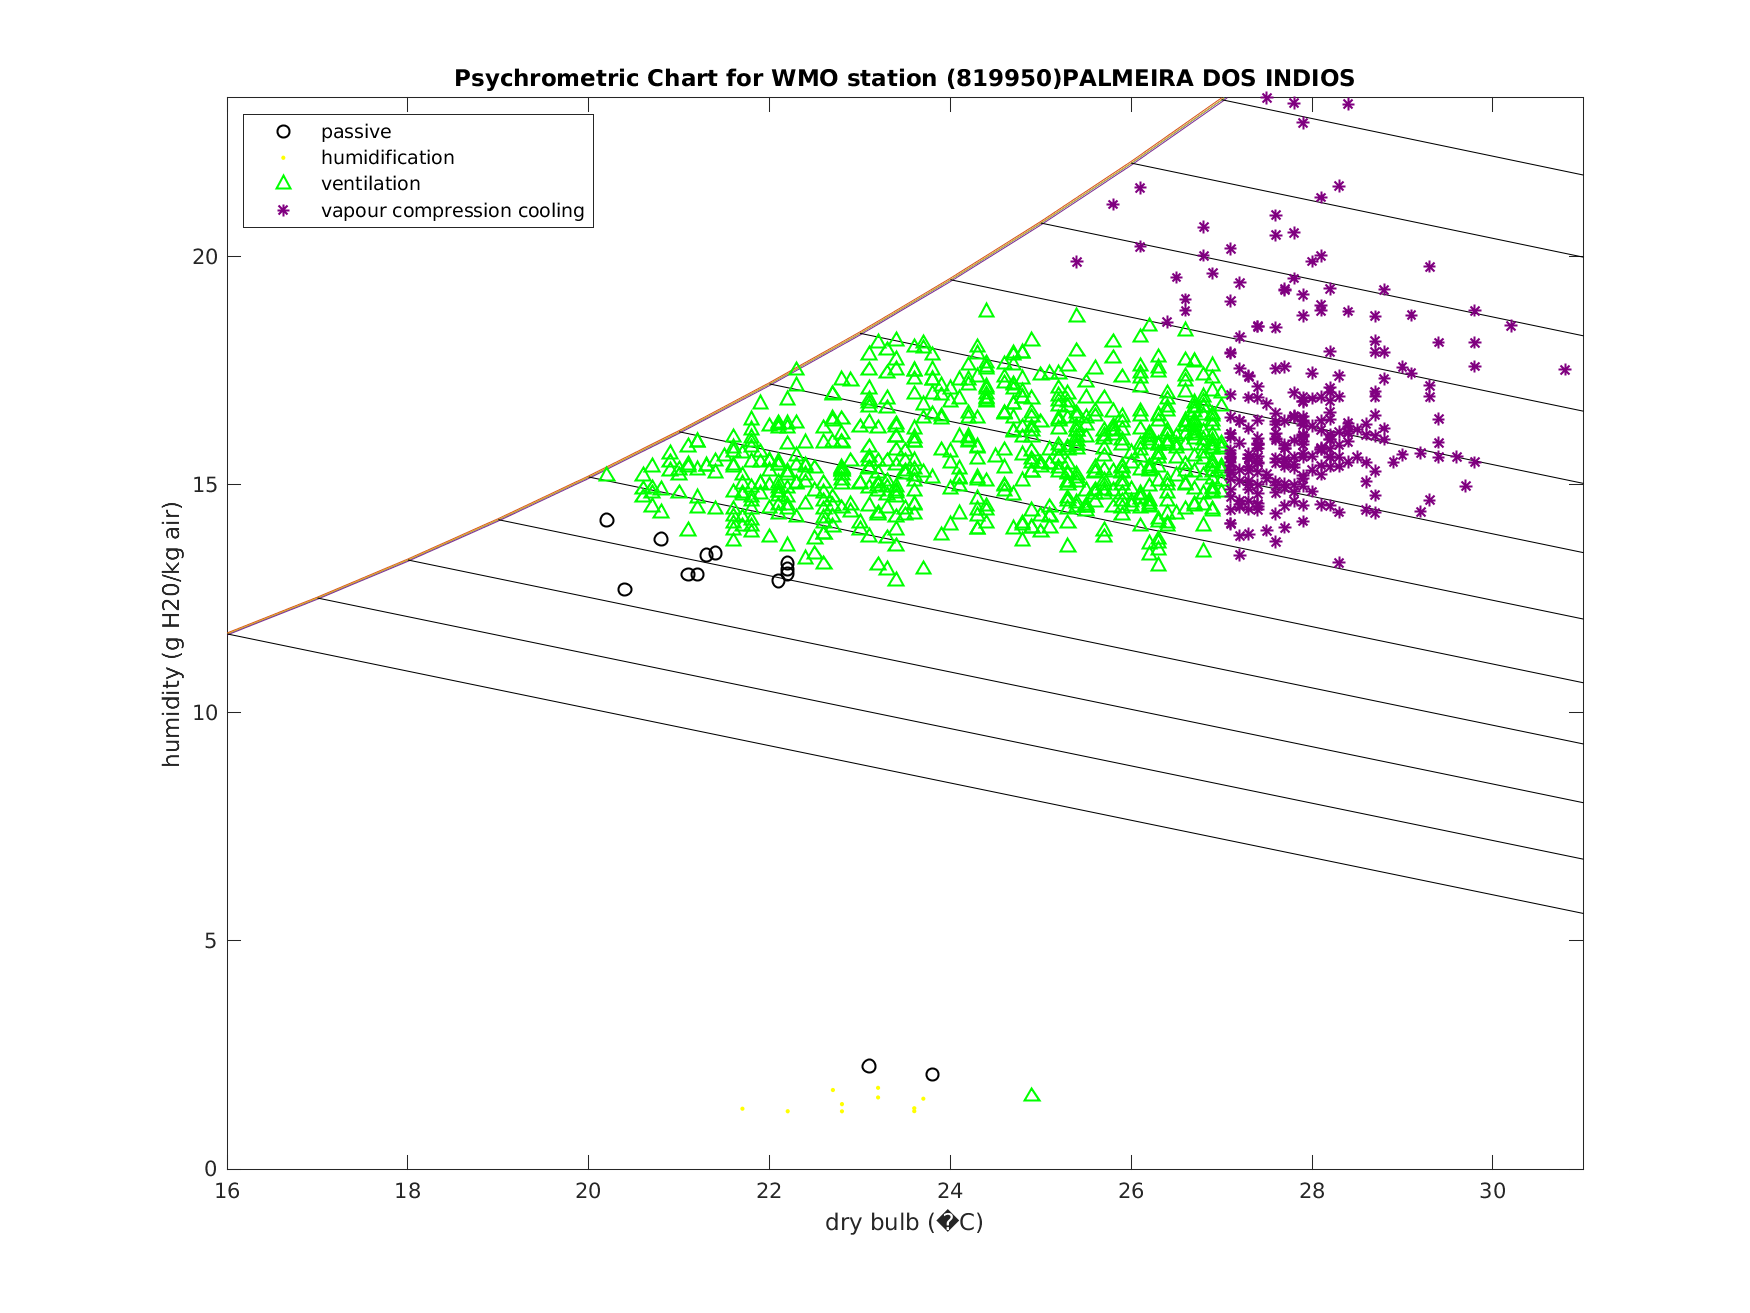 Psychrometric Chart for WMO station (819950)PALMEIRA DOS INDIOS
passive
humidification
ventilation
vapour compression cooling
humidity (g H20/kg air)
20
15
10
5
0
16 18 20 22 24 26 28 30
dry bulb (�C)